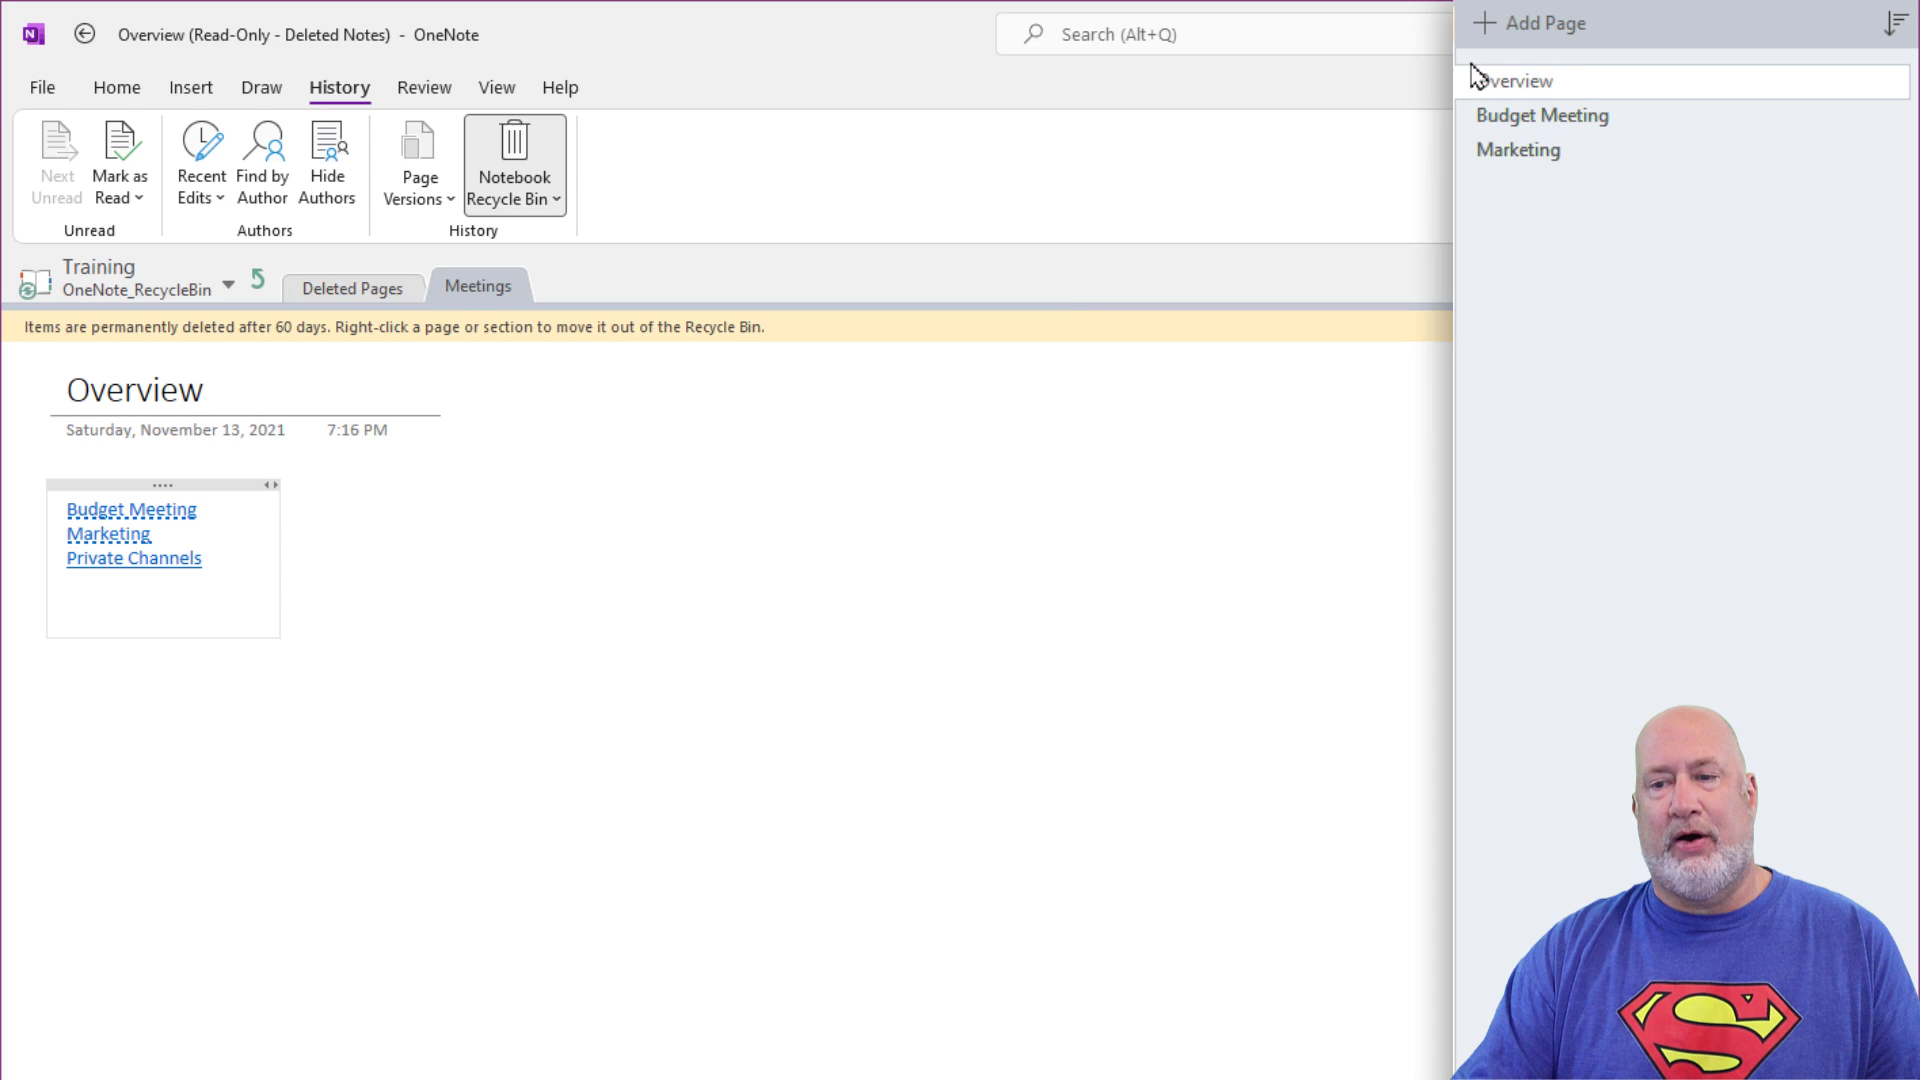 Overview (Read-Only - Deleted Notes) - OneNote
Search (Alt+Q)
Add Page
File Home Insert Draw History Review View Help
Next Unread
Mark as Read
Recent Edits
Find by Author
Hide Authors
Page Versions
Notebook Recycle Bin
Unread
Authors
History
Training
OneNote_RecycleBin
Deleted Pages
Meetings
Items are permanently deleted after 60 days. Right-click a page or section to move it out of the Recycle Bin.
Overview
Saturday, November 13, 2021 7:16 PM
Budget Meeting
Marketing
Private Channels
Overview
Budget Meeting
Marketing
S